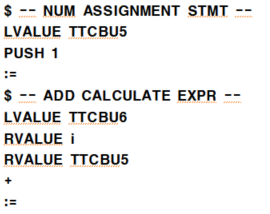 $ -- NUM ASSIGNMENT STMT --
LVALUE TTCBU5
PUSH 1
:=
$ -- ADD CALCULATE EXPR --
LVALUE TTCBU6
RVALUE i
RVALUE TTCBU5
+
:=